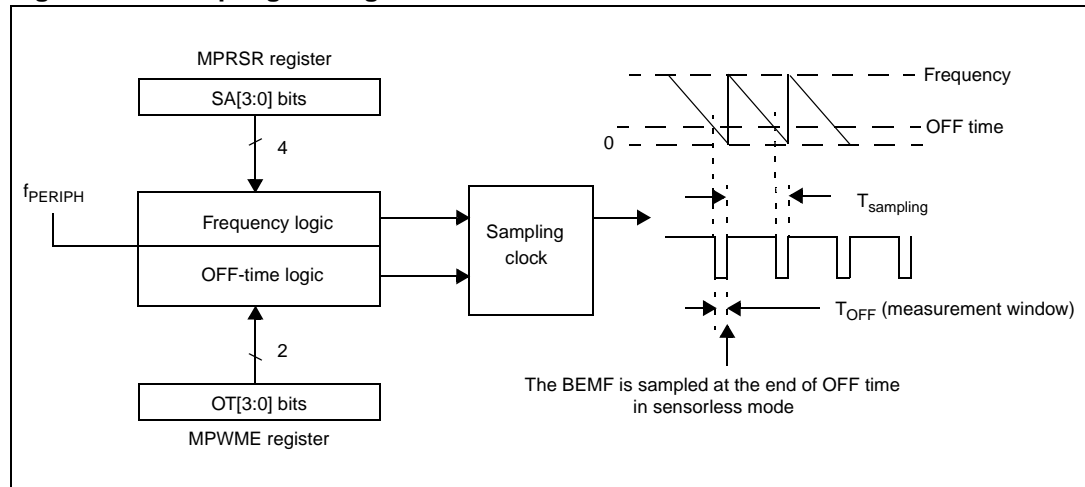 MPRSR register
SA[3:0] bits
4
fPERIPH
Frequency logic
OFF-time logic
Sampling
clock
2
OT[3:0] bits
MPWME register
Frequency
OFF time
0
Tsampling
TOFF (measurement window)
The BEMF is sampled at the end of OFF time
in sensorless mode